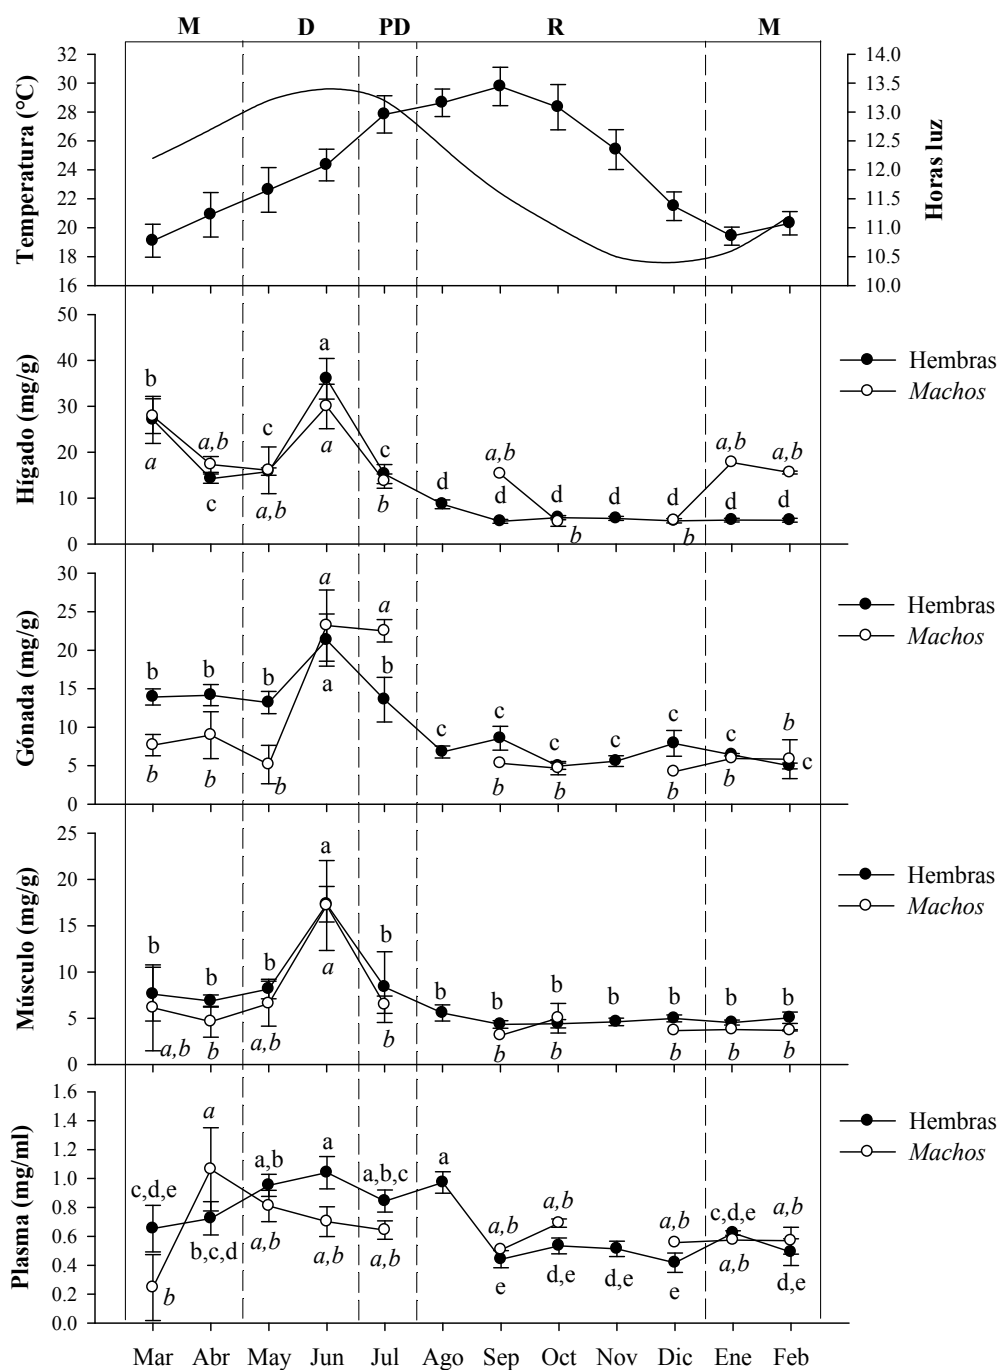 M D PD R M
Temperatura (°C)
32
30
28
26
24
22
20
18
16
14.0
13.5
13.0
12.5
12.0
11.5
11.0
10.5
10.0
Horas luz
Hígado (mg/g)
50
40
30
20
10
0
b
a
a,b
c
c
a,b
a
a
c
b
d
a,b
d
d
b
d
d
b
a,b
d
a,b
d
Hembras
Machos
Gónada (mg/g)
30
25
20
15
10
5
0
b
b
b
b
b
b
a
a
a
b
c
c
b
c
b
c
c
b
c
b
b
c
Hembras
Machos
Músculo (mg/g)
25
20
15
10
5
0
b
a,b
b
b
b
a,b
a
a
b
b
b
b
b
b
b
b
b
b
b
b
b
b
Hembras
Machos
Plasma (mg/ml)
1.6
1.4
1.2
1.0
0.8
0.6
0.4
0.2
0.0
c,d,e
b
a
b,c,d
a,b
a,b
a
a,b
a,b,c
a,b
a
a,b
e
a,b
d,e
d,e
a,b
e
c,d,e
a,b
a,b
d,e
Hembras
Machos
Mar Abr May Jun Jul Ago Sep Oct Nov Dic Ene Feb